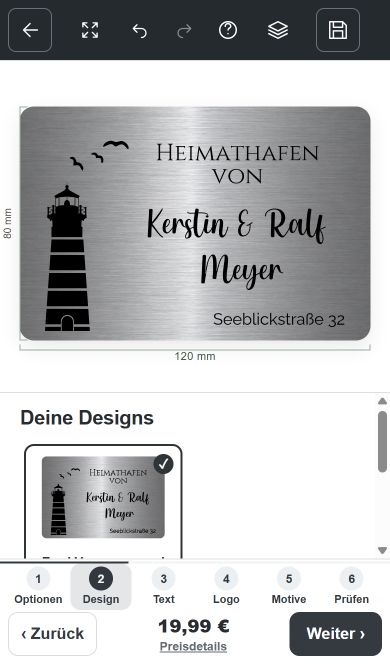 80 mm
HEIMATHAFEN
VON
Kerstin & Ralf
Meyer
Seeblickstraße 32
120 mm
Deine Designs
HEIMATHAFEN
VON
Kerstin & Ralf
Meyer
Seeblickstraße 32
1
Optionen
2
Design
3
Text
4
Logo
5
Motive
6
Prüfen
‹ Zurück
19,99 €
Preisdetails
Weiter ›